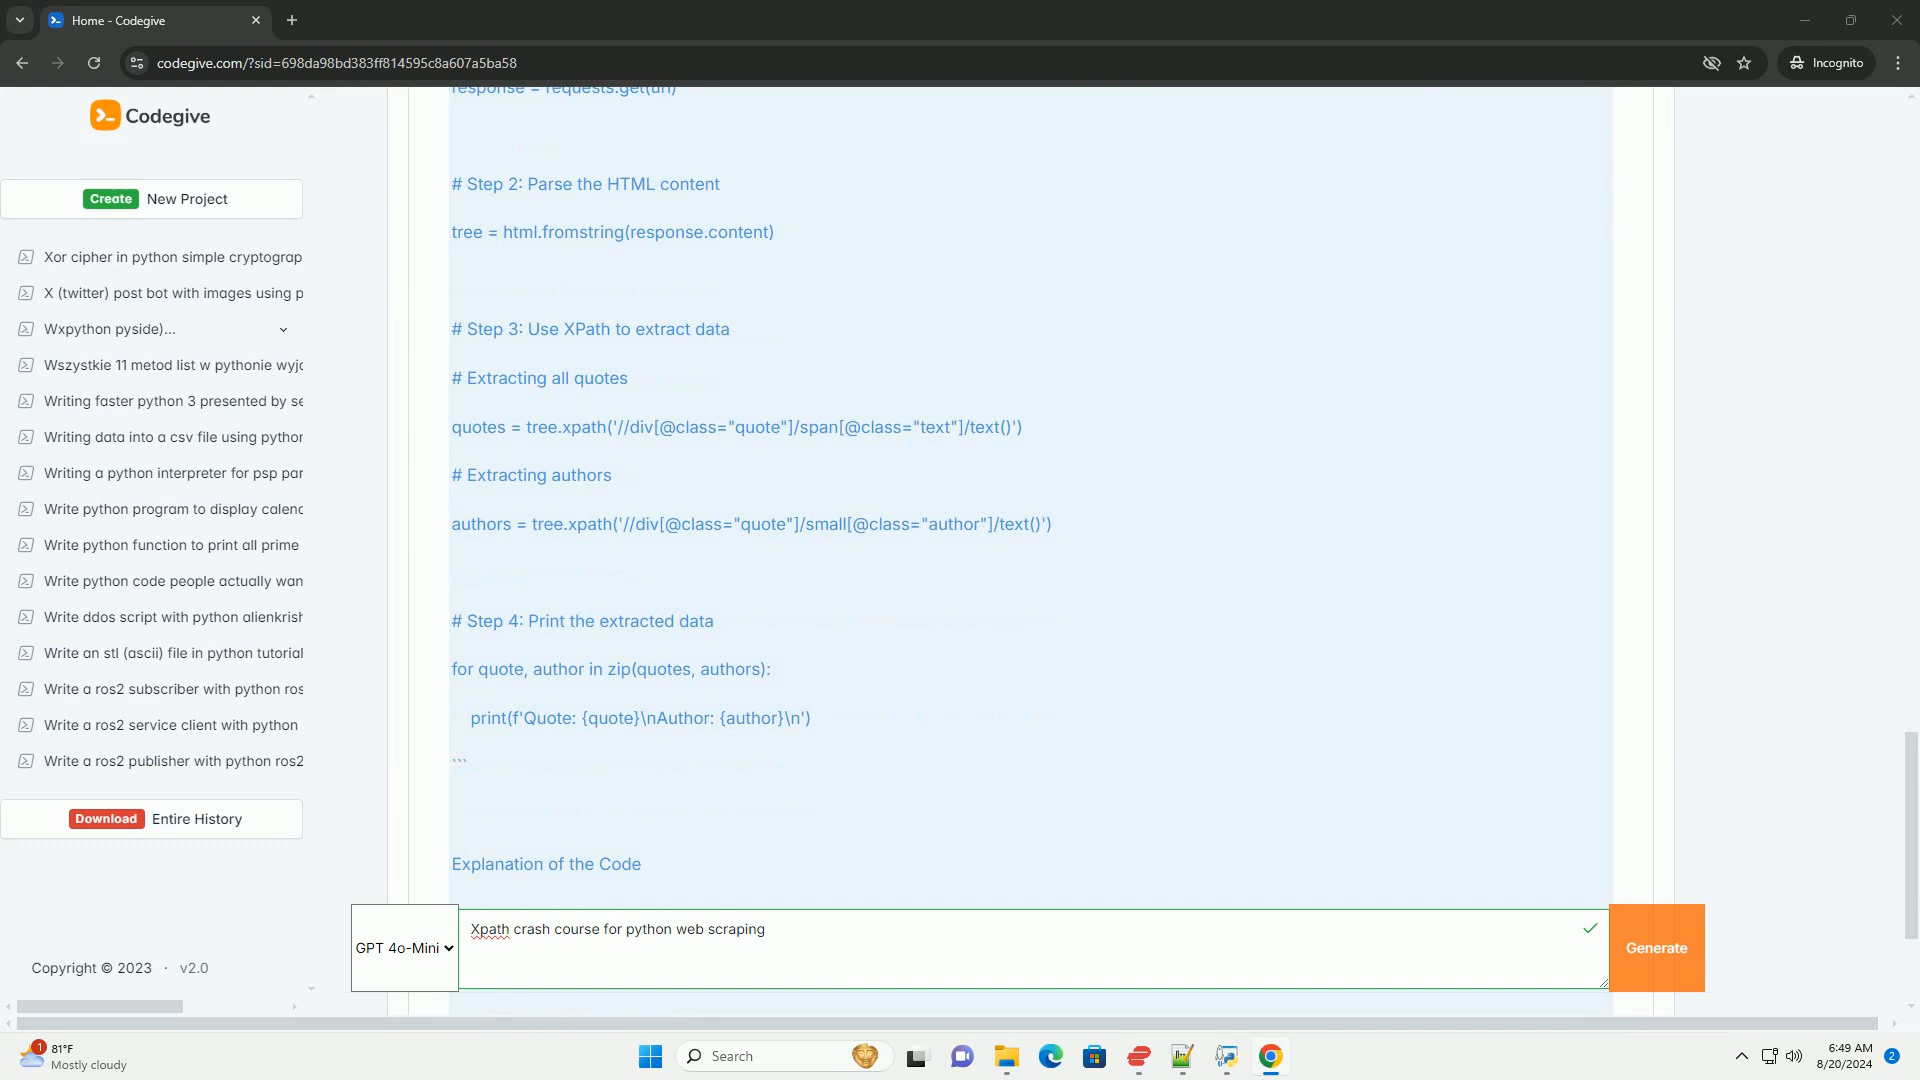 Home - Codegive
codegive.com/?sid=698da98bd383ff814595c8a607a5ba58
Incognito
Codegive
Create New Project
Xor cipher in python simple cryptograp
X (twitter) post bot with images using p
Wxpython pyside)...
Wszystkie 11 metod list w pythonie wyjc
Writing faster python 3 presented by se
Writing data into a csv file using python
Writing a python interpreter for psp par
Write python program to display calenc
Write python function to print all prime
Write python code people actually wan
Write ddos script with python alienkrish
Write an stl (ascii) file in python tutorial
Write a ros2 subscriber with python ros
Write a ros2 service client with python
Write a ros2 publisher with python ros2
Download Entire History
Copyright © 2023 · v2.0
response = requests.get(url)
# Step 2: Parse the HTML content
tree = html.fromstring(response.content)
# Step 3: Use XPath to extract data
# Extracting all quotes
quotes = tree.xpath('//div[@class="quote"]/span[@class="text"]/text()')
# Extracting authors
authors = tree.xpath('//div[@class="quote"]/small[@class="author"]/text()')
# Step 4: Print the extracted data
for quote, author in zip(quotes, authors):
print(f'Quote: {quote}\nAuthor: {author}\n')
```
Explanation of the Code
GPT 4o-Mini
Xpath crash course for python web scraping
Generate
1
81°F
Mostly cloudy
Search
6:49 AM
8/20/2024
2